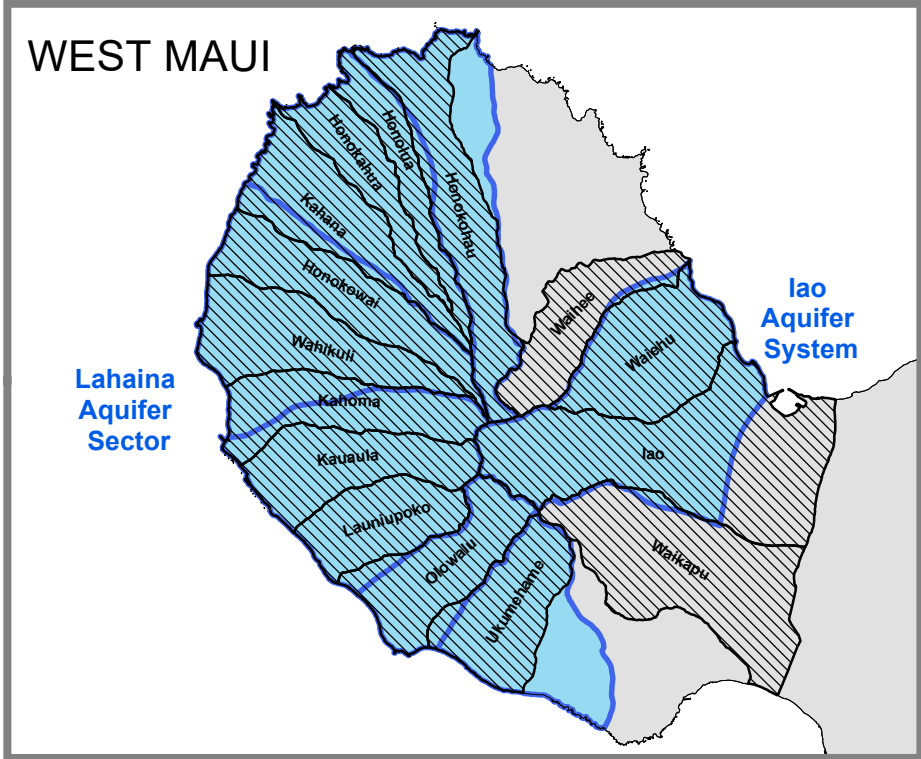 WEST MAUI
Honolua
Honokahua
Honokohau
Kahana
Honokowai
Waihee
Iao
Aquifer
System
Waiehu
Wahikuli
Lahaina
Aquifer
Sector
Kahoma
Kauaula
Iao
Launiupoko
Olowalu
Waikapu
Ukumehame